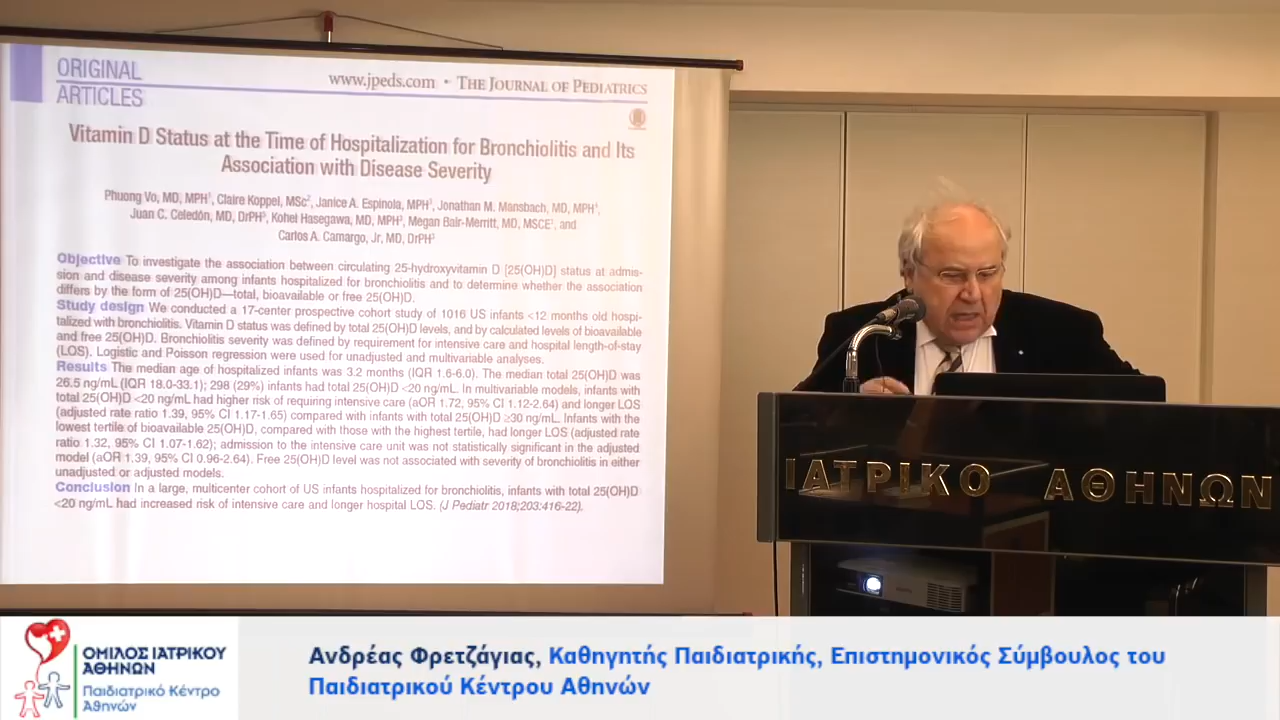 ORIGINAL
ARTICLES
www.jpeds.com • THE JOURNAL OF PEDIATRICS
Vitamin D Status at the Time of Hospitalization for Bronchiolitis and Its
Association with Disease Severity
Phuong Vo, MD, MPH¹, Claire Koppel, MSc², Janice A. Espinola, MPH³, Jonathan M. Mansbach, MD, MPH⁴,
Juan C. Celedón, MD, DrPH⁵, Kohei Hasegawa, MD, MPH³, Megan Bair-Merritt, MD, MSCE¹, and
Carlos A. Camargo, Jr, MD, DrPH³
Objective To investigate the association between circulating 25-hydroxyvitamin D [25(OH)D] status at admis-
sion and disease severity among infants hospitalized for bronchiolitis and to determine whether the association
differs by the form of 25(OH)D—total, bioavailable or free 25(OH)D.
Study design We conducted a 17-center prospective cohort study of 1016 US infants <12 months old hospi-
talized with bronchiolitis. Vitamin D status was defined by total 25(OH)D levels, and by calculated levels of bioavailable
and free 25(OH)D. Bronchiolitis severity was defined by requirement for intensive care and hospital length-of-stay
(LOS). Logistic and Poisson regression were used for unadjusted and multivariable analyses.
Results The median age of hospitalized infants was 3.2 months (IQR 1.6-6.0). The median total 25(OH)D was
26.5 ng/mL (IQR 18.0-33.1); 298 (29%) infants had total 25(OH)D <20 ng/mL. In multivariable models, infants with
total 25(OH)D <20 ng/mL had higher risk of requiring intensive care (aOR 1.72, 95% CI 1.12-2.64) and longer LOS
(adjusted rate ratio 1.39, 95% CI 1.17-1.65) compared with infants with total 25(OH)D ≥30 ng/mL. Infants with the
lowest tertile of bioavailable 25(OH)D, compared with those with the highest tertile, had longer LOS (adjusted rate
ratio 1.32, 95% CI 1.07-1.62); admission to the intensive care unit was not statistically significant in the adjusted
model (aOR 1.39, 95% CI 0.96-2.64). Free 25(OH)D level was not associated with severity of bronchiolitis in either
unadjusted or adjusted models.
Conclusion In a large, multicenter cohort of US infants hospitalized for bronchiolitis, infants with total 25(OH)D
<20 ng/mL had increased risk of intensive care and longer hospital LOS. (J Pediatr 2018;203:416-22).
ΙΑΤΡΙΚΟ ΑΘΗΝΩΝ
ΟΜΙΛΟΣ ΙΑΤΡΙΚΟΥ
ΑΘΗΝΩΝ
Παιδιατρικό Κέντρο
Αθηνών
Ανδρέας Φρετζάγιας, Καθηγητής Παιδιατρικής, Επιστημονικός Σύμβουλος του
Παιδιατρικού Κέντρου Αθηνών